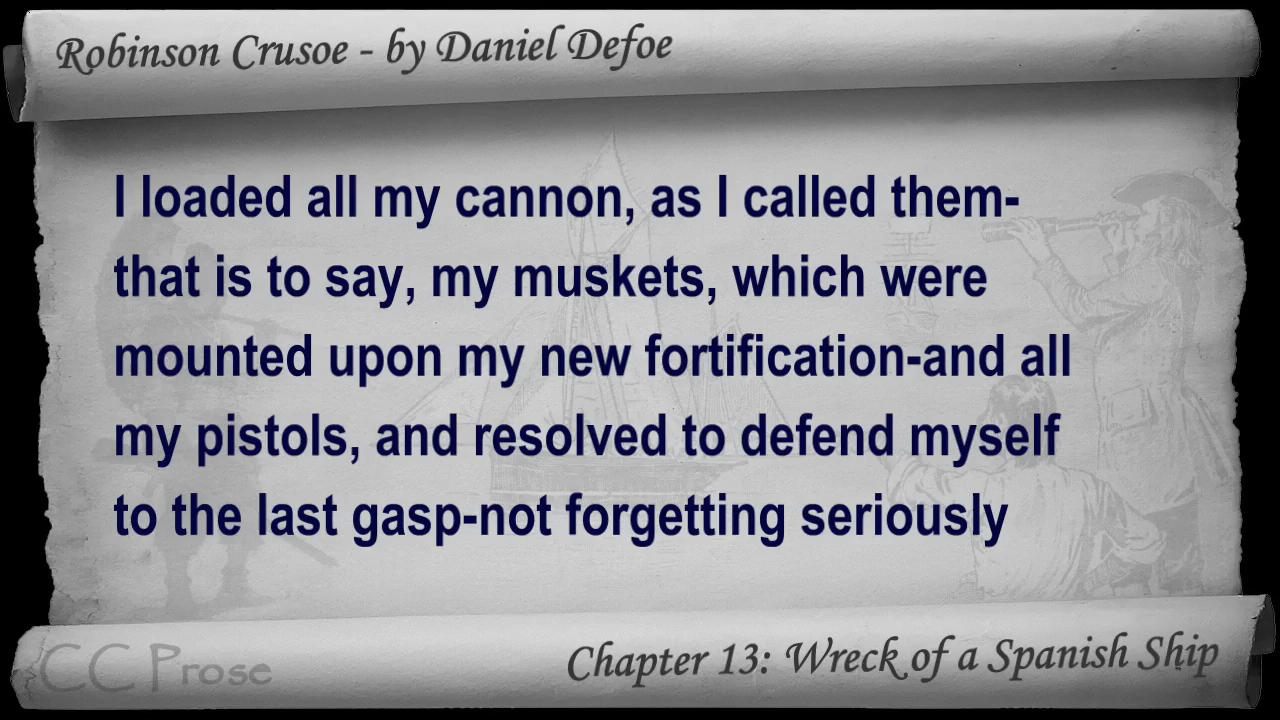 Robinson Crusoe - by Daniel Defoe
I loaded all my cannon, as I called them-
that is to say, my muskets, which were
mounted upon my new fortification-and all
my pistols, and resolved to defend myself
to the last gasp-not forgetting seriously
CC Prose
Chapter 13: Wreck of a Spanish Ship